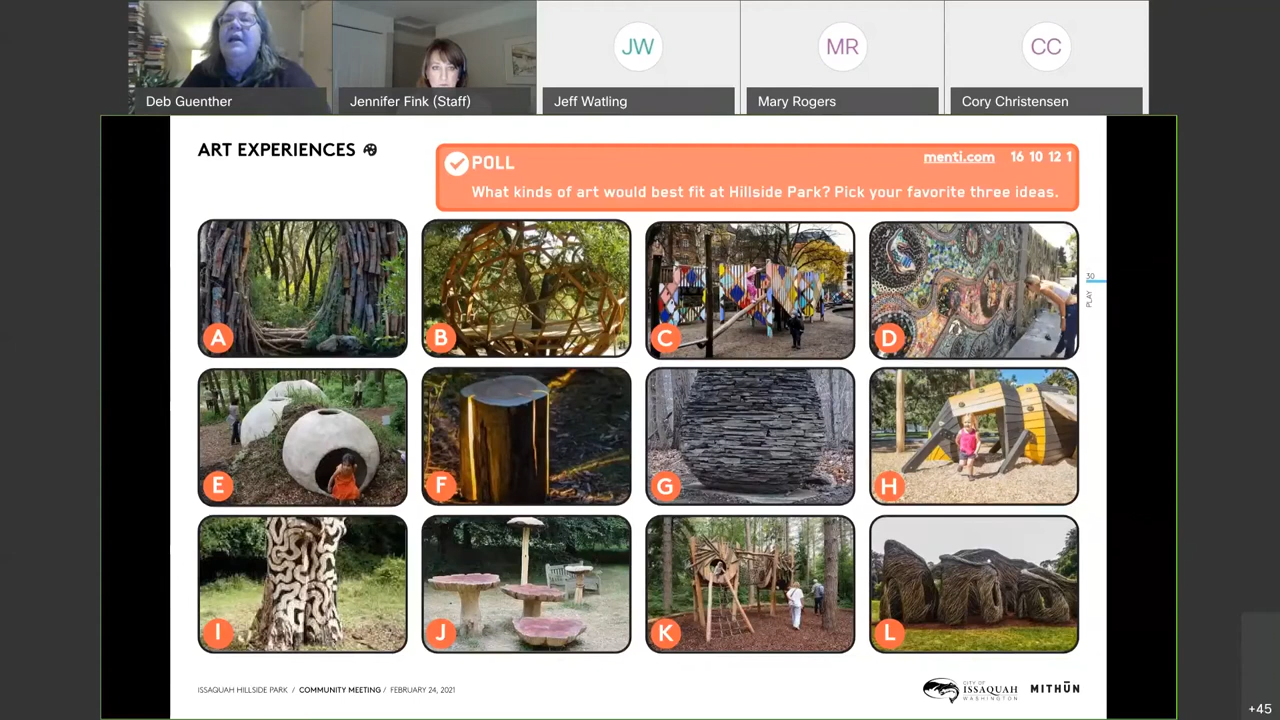 JW
MR
CC
Deb Guenther
Jennifer Fink (Staff)
Jeff Watling
Mary Rogers
Cory Christensen
ART EXPERIENCES
POLL
menti.com 16 10 12 1
What kinds of art would best fit at Hillside Park? Pick your favorite three ideas.
A
B
C
D
30
PLAY
E
F
G
H
I
J
K
L
ISSAQUAH HILLSIDE PARK / COMMUNITY MEETING / FEBRUARY 24, 2021
CITY OF
ISSAQUAH
WASHINGTON
MITHŪN
+45